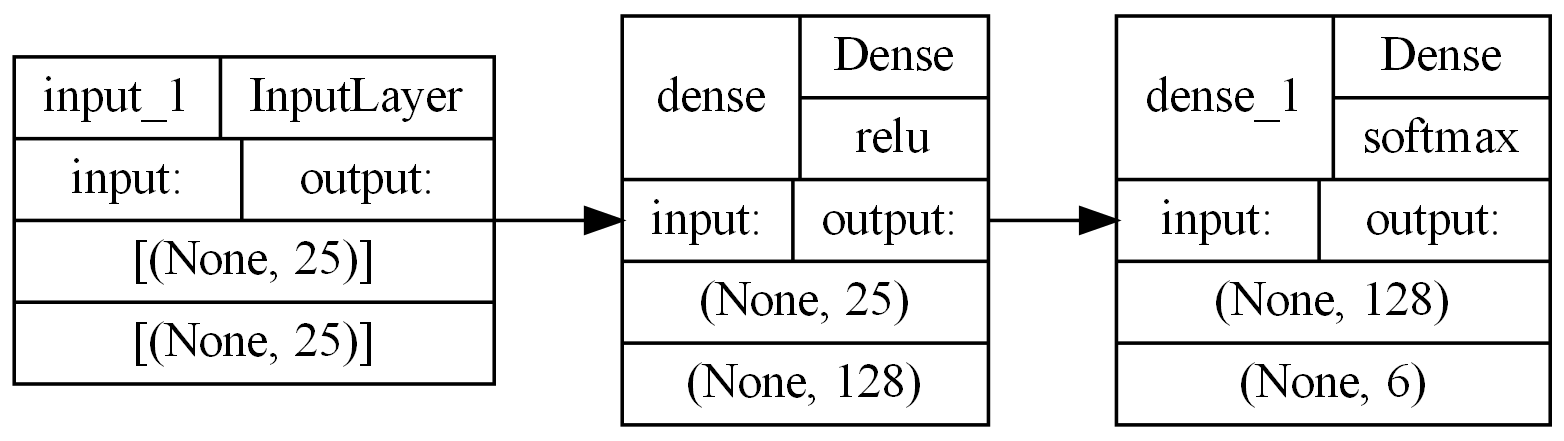 input_1 InputLayer
input: output:
[(None, 25)]
[(None, 25)]
dense Dense
relu
input: output:
(None, 25)
(None, 128)
dense_1 Dense
softmax
input: output:
(None, 128)
(None, 6)